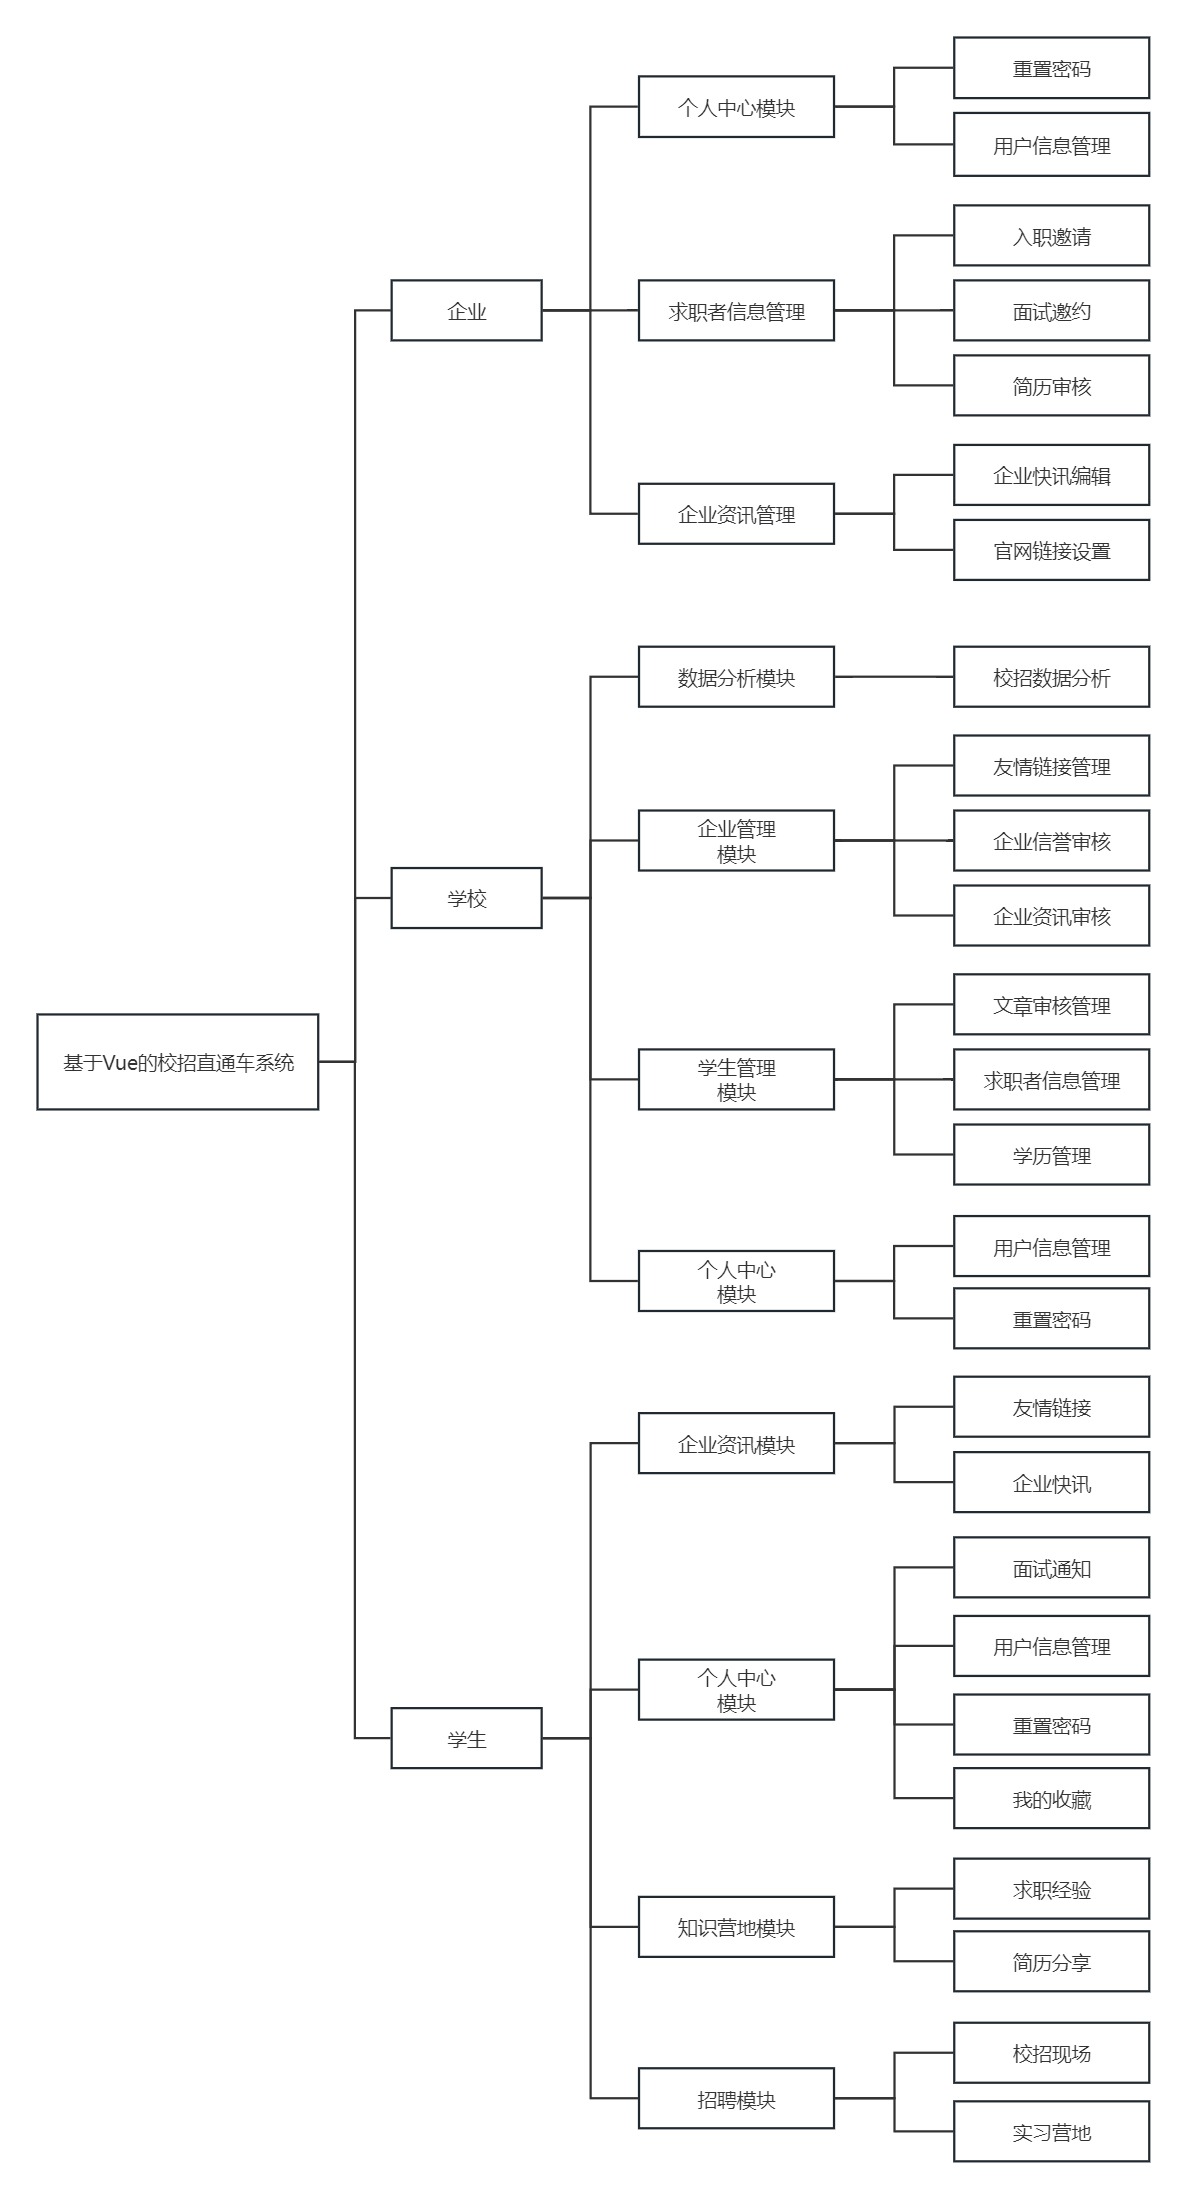 基于Vue的校招直通车系统
企业
个人中心模块
重置密码
用户信息管理
求职者信息管理
入职邀请
面试邀约
简历审核
企业资讯管理
企业快讯编辑
官网链接设置
学校
数据分析模块
校招数据分析
企业管理
模块
友情链接管理
企业信誉审核
企业资讯审核
学生管理
模块
文章审核管理
求职者信息管理
学历管理
个人中心
模块
用户信息管理
重置密码
学生
企业资讯模块
友情链接
企业快讯
个人中心
模块
面试通知
用户信息管理
重置密码
我的收藏
知识营地模块
求职经验
简历分享
招聘模块
校招现场
实习营地